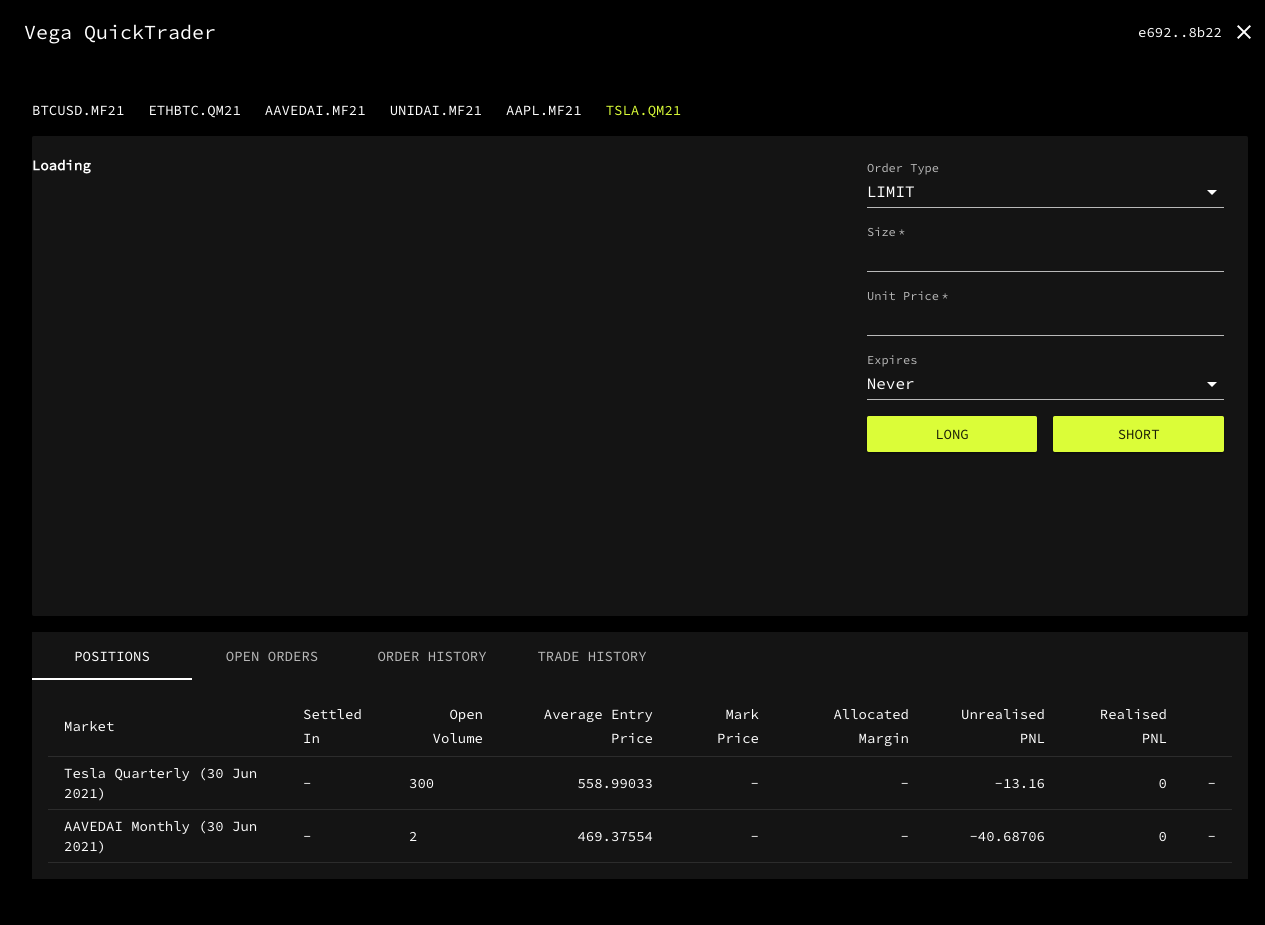 Vega QuickTrader
e692..8b22
BTCUSD.MF21 ETHBTC.QM21 AAVEDAI.MF21 UNIDAI.MF21 AAPL.MF21 TSLA.QM21
Loading
Order Type
LIMIT
Size *
Unit Price *
Expires
Never
LONG SHORT
POSITIONS OPEN ORDERS ORDER HISTORY TRADE HISTORY
Market
Settled In
Open Volume
Average Entry Price
Mark Price
Allocated Margin
Unrealised PNL
Realised PNL
Tesla Quarterly (30 Jun
2021)
- 300 558.99033 - - -13.16 0 -
AAVEDAI Monthly (30 Jun
2021)
- 2 469.37554 - - -40.68706 0 -